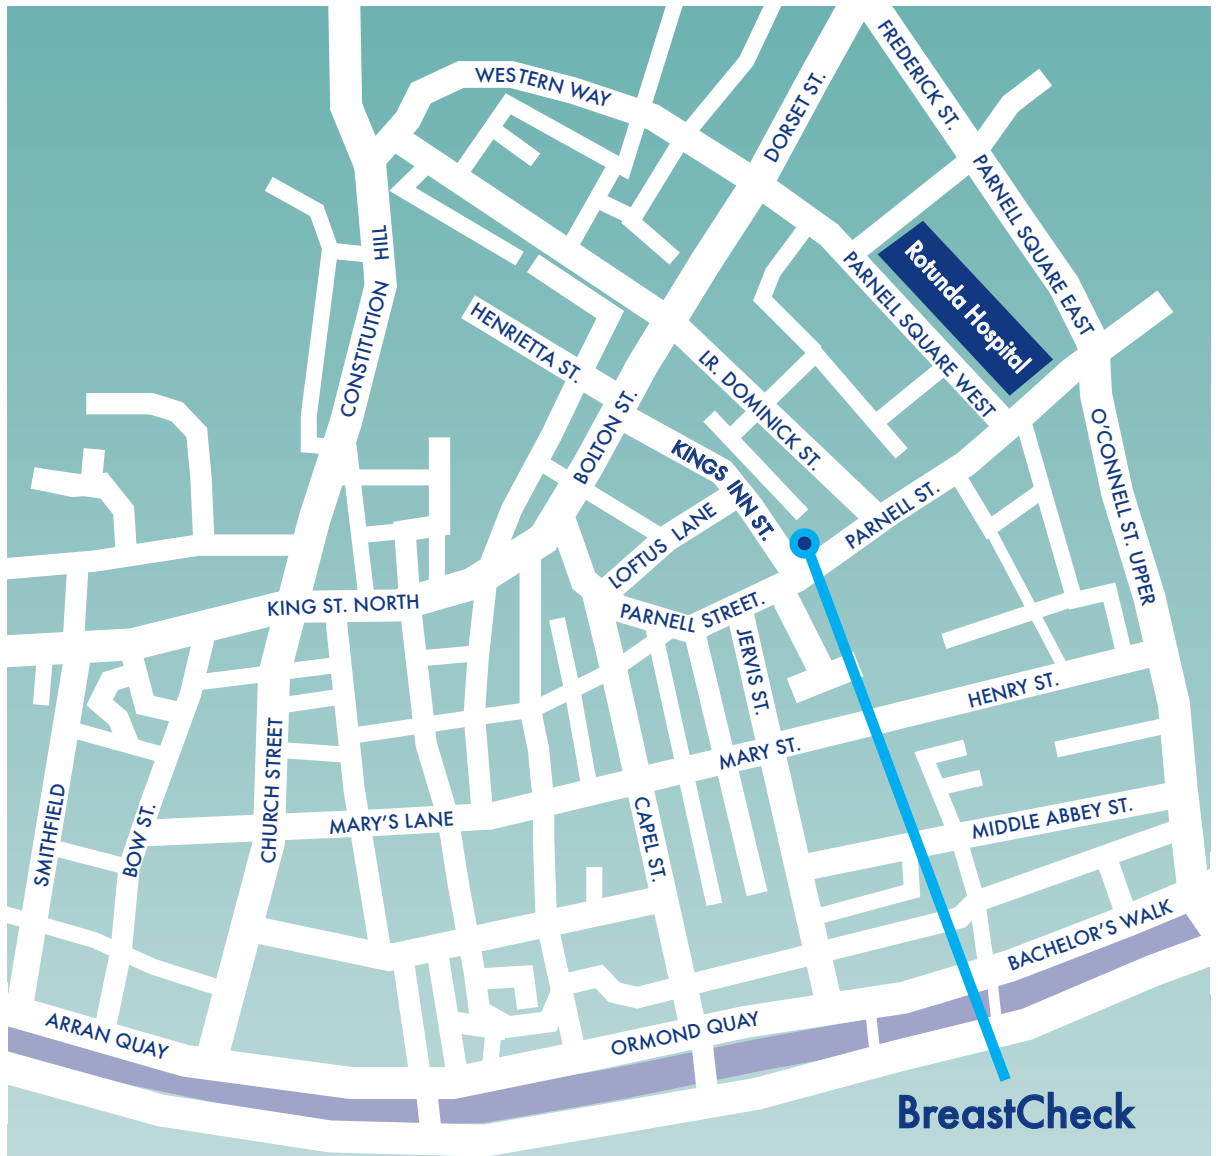 WESTERN WAY
DORSET ST.
FREDERICK ST.
PARNELL SQUARE EAST
CONSTITUTION HILL
HENRIETTA ST.
PARNELL SQUARE WEST
Rotunda Hospital
LR. DOMINICK ST.
BOLTON ST.
KINGS INN ST.
LOFTUS LANE
PARNELL ST.
O'CONNELL ST. UPPER
KING ST. NORTH
PARNELL STREET.
JERVIS ST.
HENRY ST.
MARY ST.
CHURCH STREET
SMITHFIELD
BOW ST.
MARY'S LANE
CAPEL ST.
MIDDLE ABBEY ST.
BACHELOR'S WALK
ARRAN QUAY
ORMOND QUAY
BreastCheck